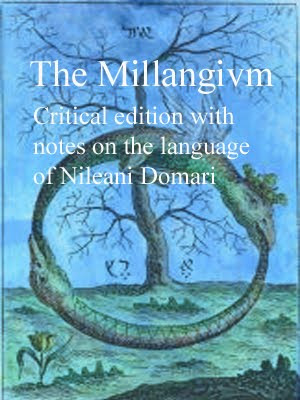 The Millangivm
Critical edition with
notes on the language
of Nileani Domari
א ר ץ